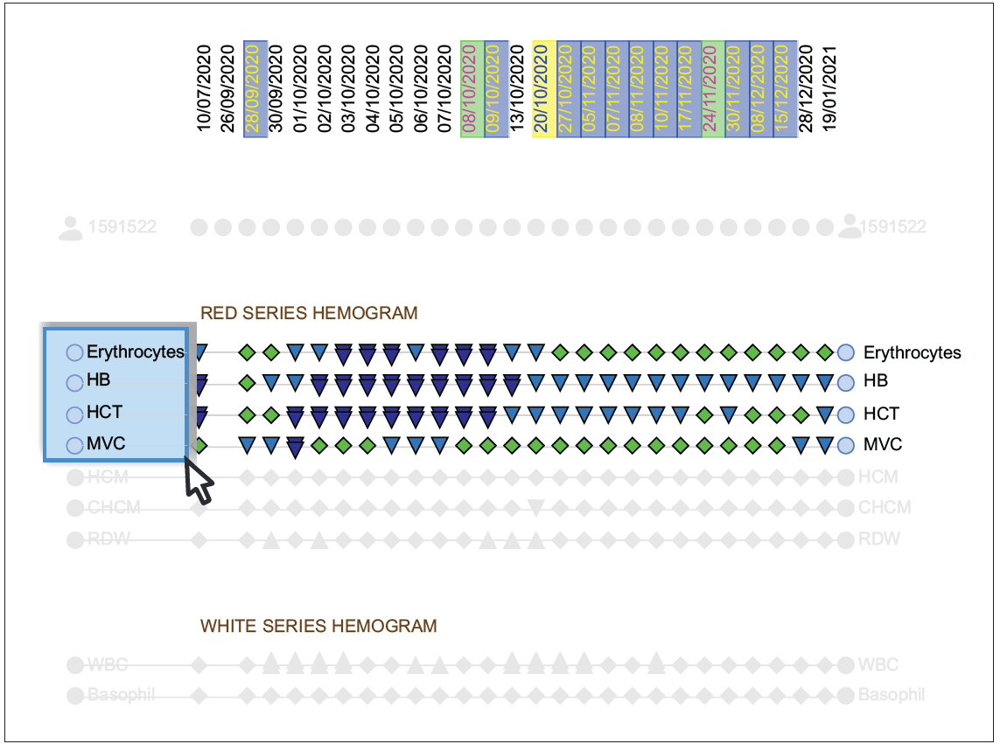 10/07/2020
26/09/2020
28/09/2020
30/09/2020
01/10/2020
02/10/2020
03/10/2020
04/10/2020
05/10/2020
06/10/2020
07/10/2020
08/10/2020
09/10/2020
13/10/2020
20/10/2020
27/10/2020
05/11/2020
07/11/2020
08/11/2020
10/11/2020
17/11/2020
24/11/2020
30/11/2020
08/12/2020
15/12/2020
28/12/2020
19/01/2021
1591522 1591522
RED SERIES HEMOGRAM
Erythrocytes Erythrocytes
HB HB
HCT HCT
MVC MVC
HCM HCM
CHCM CHCM
RDW RDW
WHITE SERIES HEMOGRAM
WBC WBC
Basophil Basophil